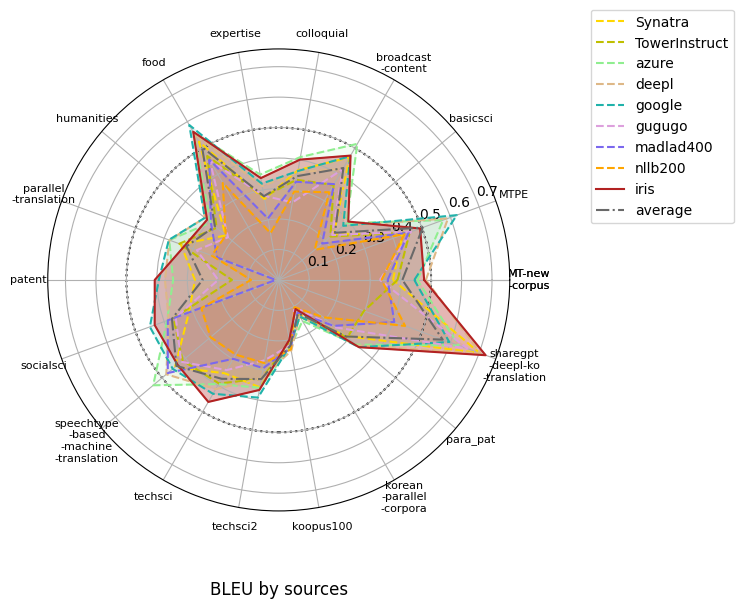 Synatra
TowerInstruct
azure
deepl
google
gugugo
madlad400
nllb200
iris
average
expertise
colloquial
food
broadcast
-content
humanities
basicsci
parallel
-translation
MTPE
0.7
0.6
0.5
0.4
0.3
0.2
0.1
patent
MT-new
-corpus
socialsci
sharegpt
-deepl-ko
-translation
speechtype
-based
-machine
-translation
para_pat
techsci
korean
-parallel
-corpora
techsci2
koopus100
BLEU by sources